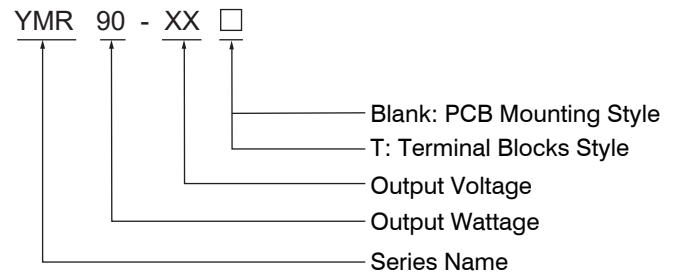 YMR 90 - XX □
Blank: PCB Mounting Style
T: Terminal Blocks Style
Output Voltage
Output Wattage
Series Name